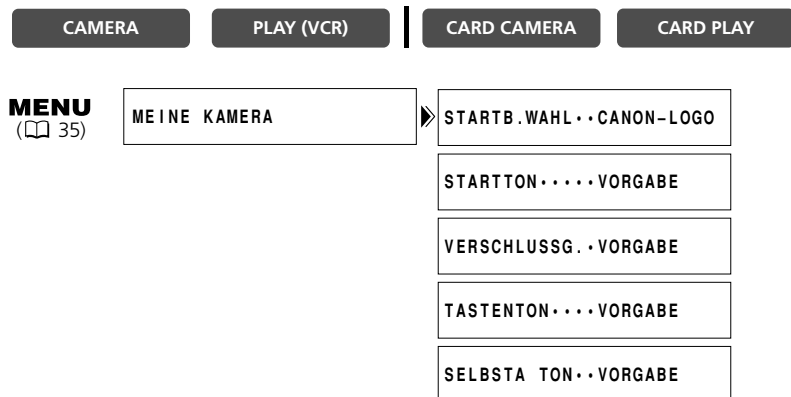 CAMERA PLAY (VCR) CARD CAMERA CARD PLAY
MENU MEINE KAMERA STARTB.WAHL··CANON–LOGO
(📖 35)
STARTTON·····VORGABE
VERSCHLUSSG.·VORGABE
TASTENTON····VORGABE
SELBSTA TON··VORGABE